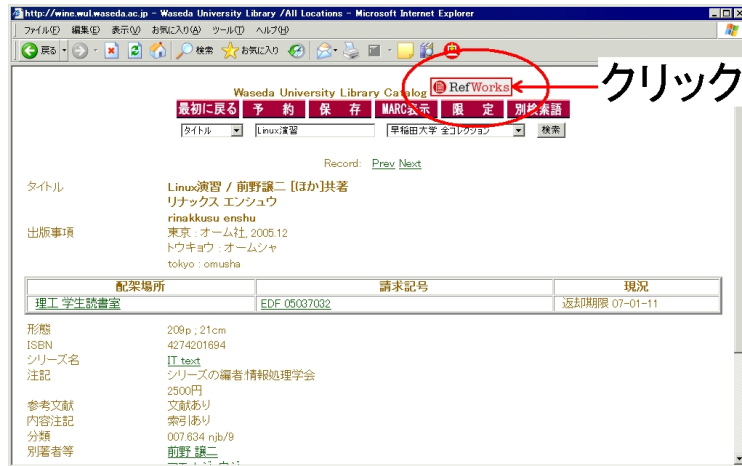 http://wine.wul.waseda.ac.jp - Waseda University Library /All Locations - Microsoft Internet Explorer
ファイル(F) 編集(E) 表示(V) お気に入り(A) ツール(T) ヘルプ(H)
戻る 検索 お気に入り
Waseda University Library Catalog RefWorks
クリック
最初に戻る 予 約 保 存 MARC表示 限 定 別検索語
タイトル Linux演習 早稲田大学 全コレクション 検索
Record: Prev Next
タイトル Linux演習 / 前野譲二 [ほか]共著
リナックス エンシュウ
rinakkusu enshu
出版事項 東京 : オーム社, 2005.12
トウキョウ : オームシャ
tokyo : omusha
配架場所 請求記号 現況
理工 学生読書室 EDF 05037032 返却期限 07-01-11
形態 209p ; 21cm
ISBN 4274201694
シリーズ名 IT text
注記 シリーズの編者:情報処理学会
2500円
参考文献 文献あり
内容注記 索引あり
分類 007.634 njb/9
別著者等 前野 譲二